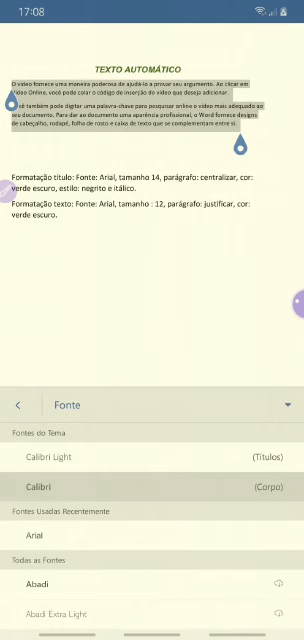 17:08
TEXTO AUTOMÁTICO
O vídeo fornece uma maneira poderosa de ajudá-lo a provar seu argumento. Ao clicar em
Vídeo Online, você pode colar o código de inserção do vídeo que deseja adicionar.
você também pode digitar uma palavra-chave para pesquisar online o vídeo mais adequado ao
seu documento. Para dar ao documento uma aparência profissional, o Word fornece designs
de cabeçalho, rodapé, folha de rosto e caixa de texto que se complementam entre si.
Formatação título: Fonte: Arial, tamanho 14, parágrafo: centralizar, cor:
verde escuro, estilo: negrito e itálico.
Formatação texto: Fonte: Arial, tamanho : 12, parágrafo: justificar, cor:
verde escuro.
Fonte
Fontes do Tema
Calibri Light (Títulos)
Calibri (Corpo)
Fontes Usadas Recentemente
Arial
Todas as Fontes
Abadi
Abadi Extra Light